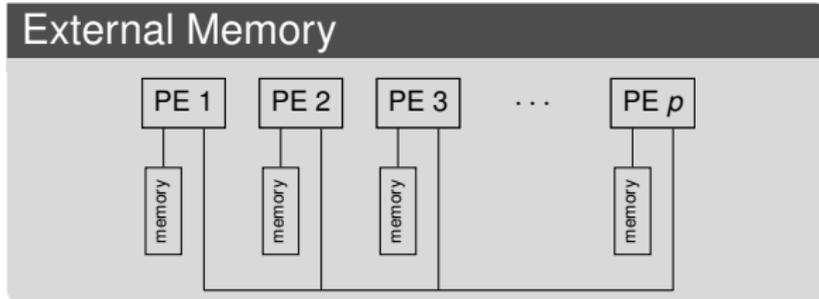 External Memory
PE 1 PE 2 PE 3 ... PE p
memory memory memory memory